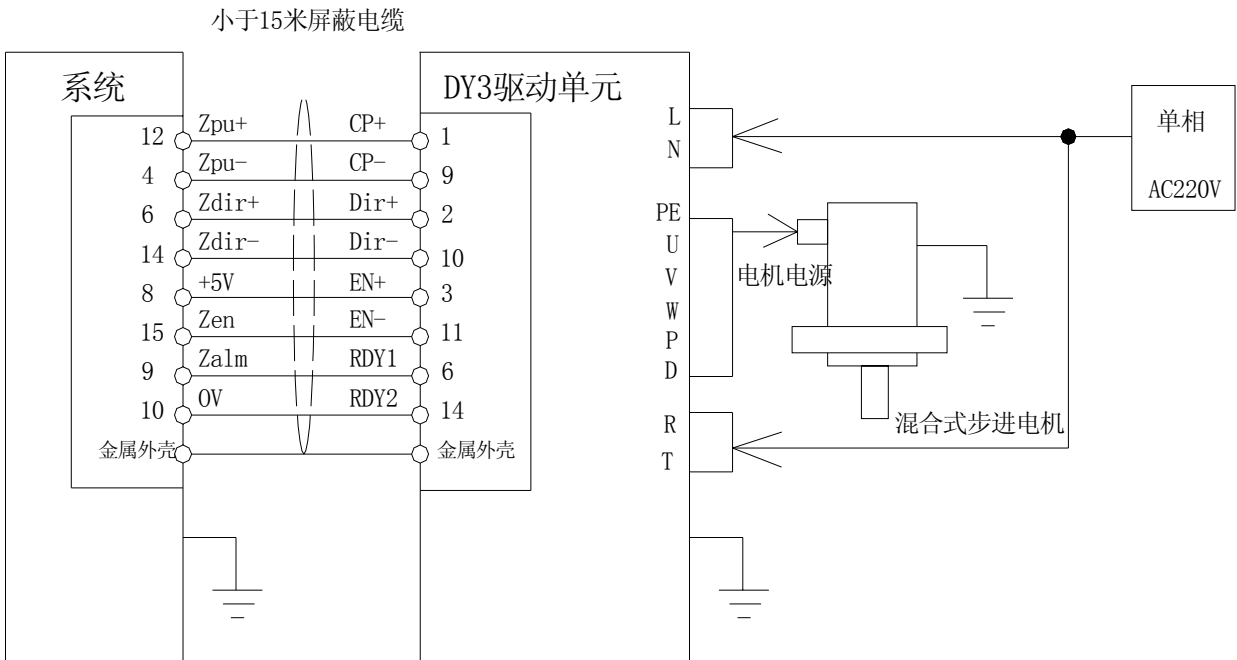 小于15米屏蔽电缆
系统
DY3驱动单元
12 Zpu+ CP+ 1
4 Zpu- CP- 9
6 Zdir+ Dir+ 2
14 Zdir- Dir- 10
8 +5V EN+ 3
15 Zen EN- 11
9 Zalm RDY1 6
10 0V RDY2 14
金属外壳 金属外壳
L
N
PE
U
V
W
P
D
R
T
电机电源
混合式步进电机
单相
AC220V